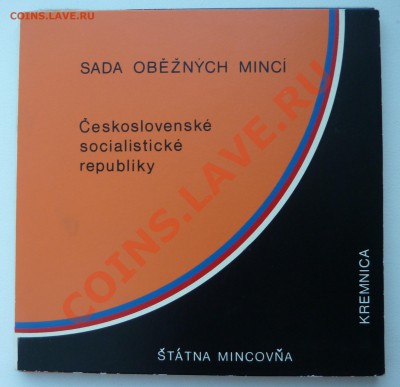 COINS.LAVE.RU
SADA OBĚŽNÝCH MINCÍ
Československé
socialistické
republiky
COINS.LAVE.RU
KREMNICA
ŠTÁTNA MINCOVŇA